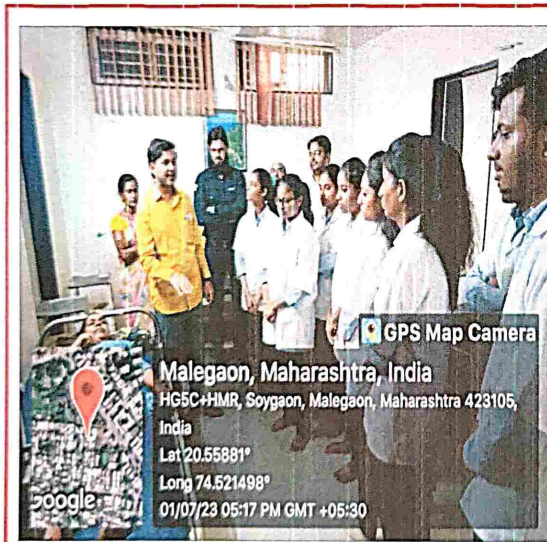 GPS Map Camera
Malegaon, Maharashtra, India
HG5C+HMR, Soygaon, Malegaon, Maharashtra 423105,
India
Lat 20.55881°
Long 74.521498°
01/07/23 05:17 PM GMT +05:30
Google